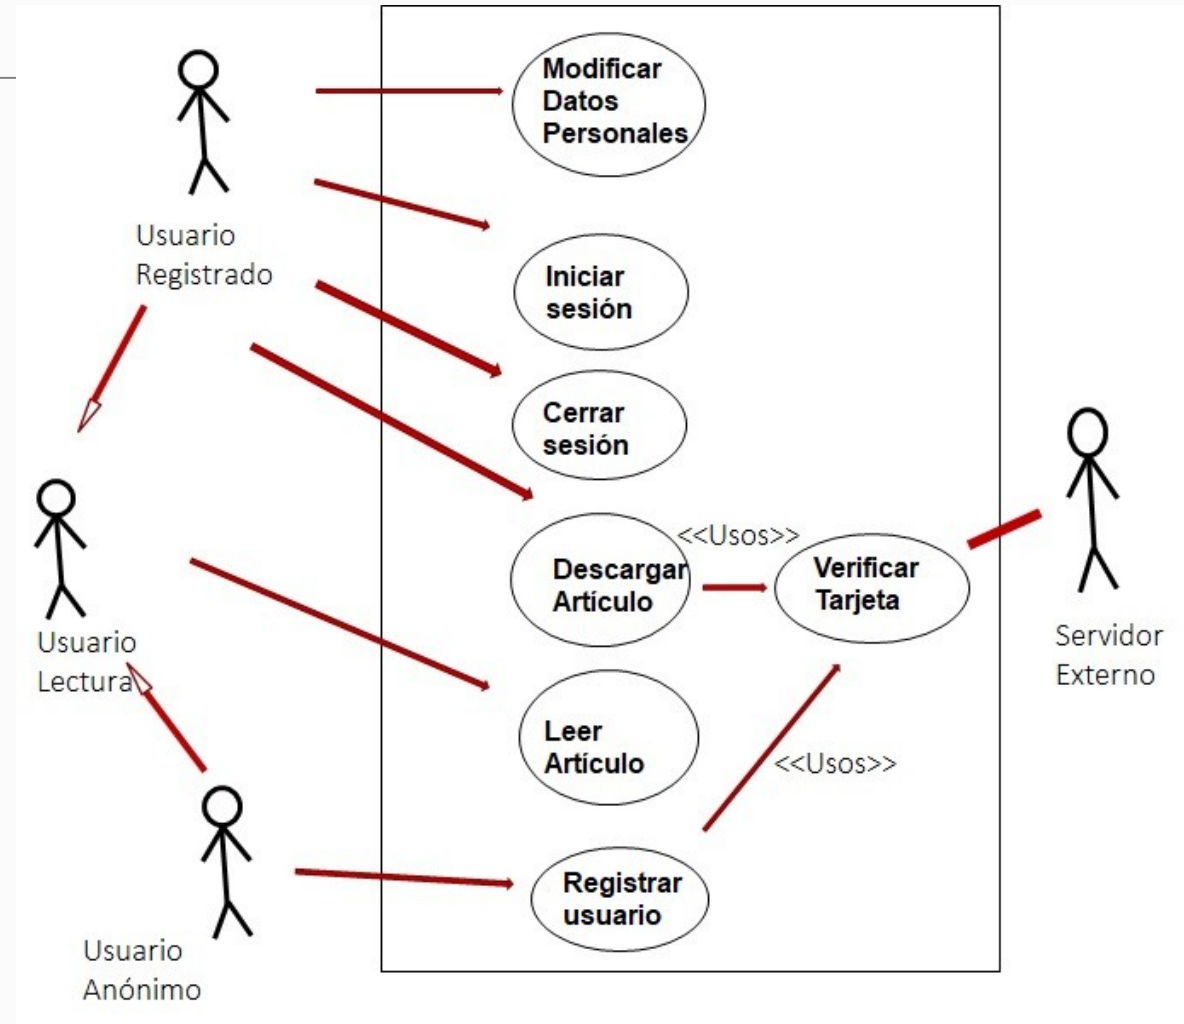 Modificar
Datos
Personales
Usuario
Registrado
Iniciar
sesión
Cerrar
sesión
<<Usos>>
Descargar
Artículo
Verificar
Tarjeta
Servidor
Externo
Usuario
Lectura
Leer
Artículo
<<Usos>>
Registrar
usuario
Usuario
Anónimo